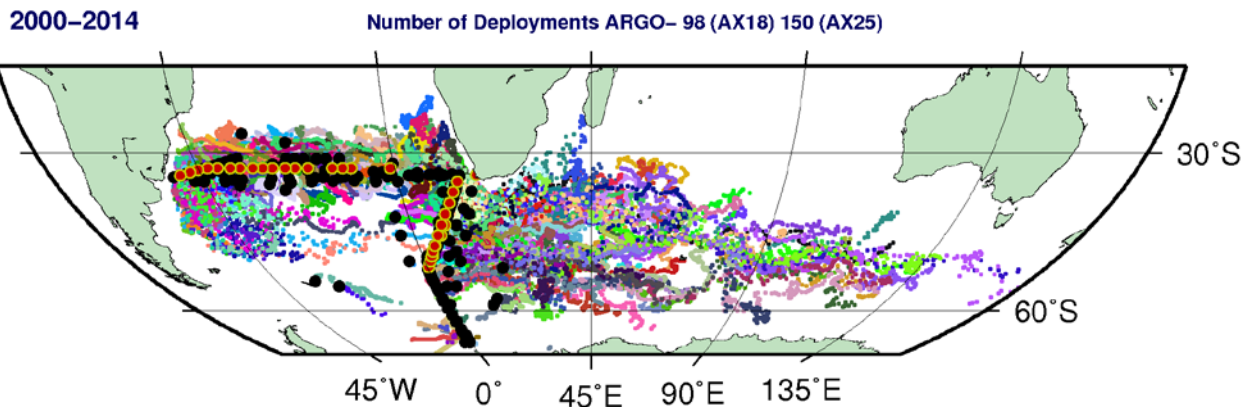 2000–2014
Number of Deployments ARGO– 98 (AX18) 150 (AX25)
30°S
60°S
45°W 0° 45°E 90°E 135°E